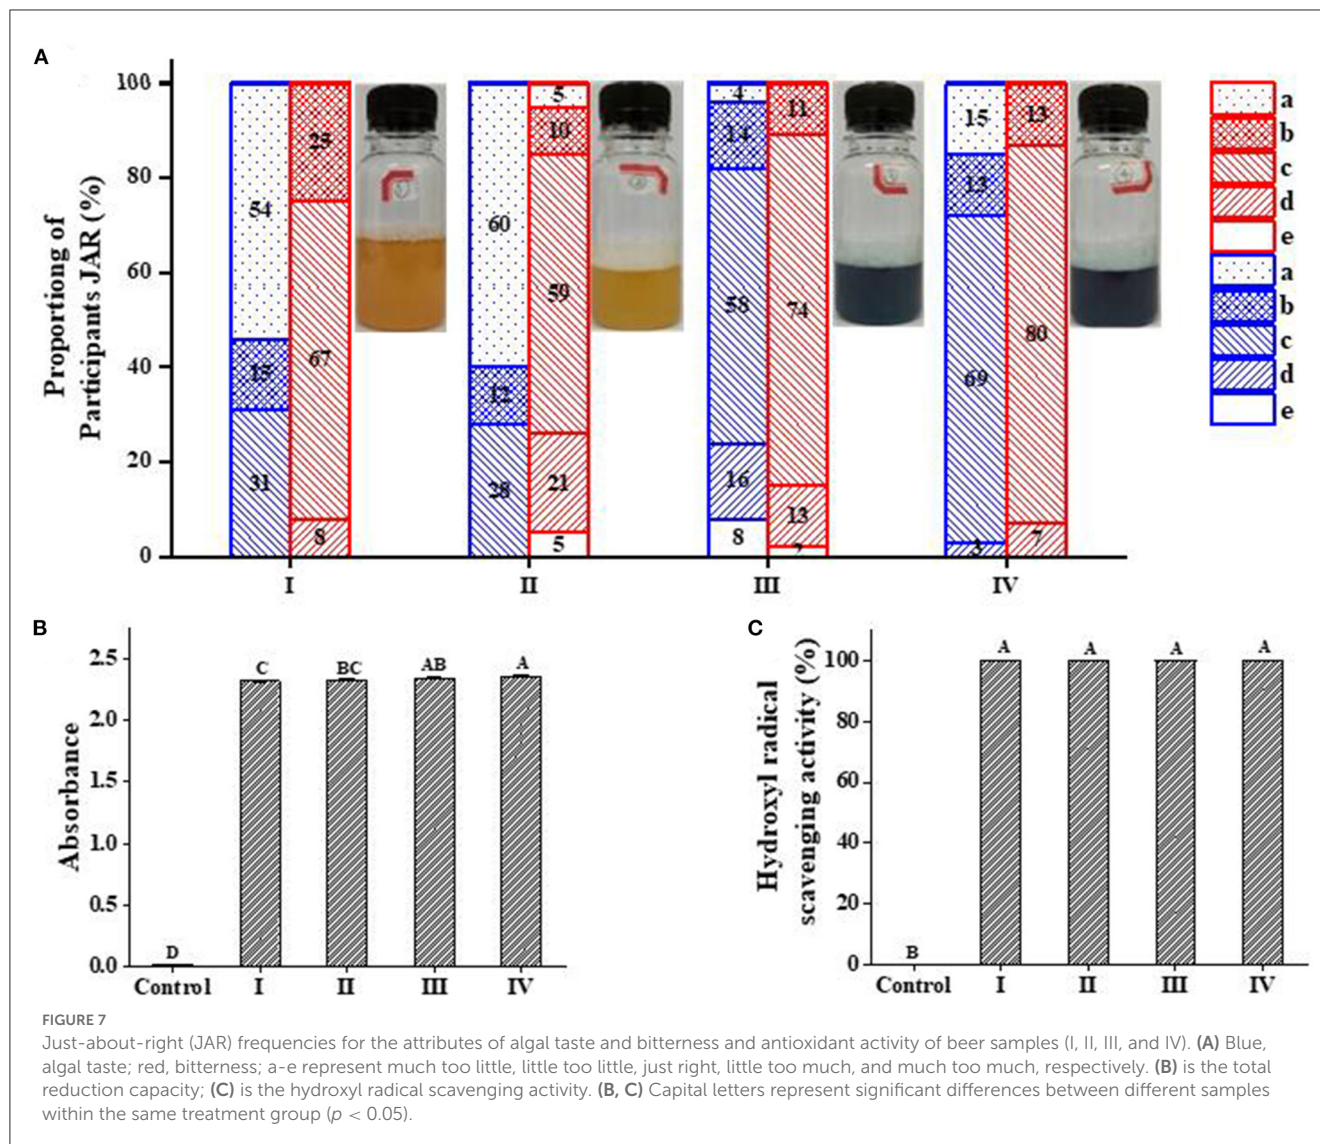 A
100
80
60
40
20
0
Proportiong of
Participants JAR (%)
54
15
31
25
67
8
60
12
28
5
10
59
21
5
4
14
58
16
8
11
74
13
2
15
13
69
3
13
80
7
I II III IV
a
b
c
d
e
a
b
c
d
e
B
2.5
2.0
1.5
1.0
0.5
0.0
Absorbance
D C BC AB A
Control I II III IV
C
100
80
60
40
20
0
Hydroxyl radical
scavenging activity (%)
B A A A A
Control I II III IV
FIGURE 7
Just-about-right (JAR) frequencies for the attributes of algal taste and bitterness and antioxidant activity of beer samples (I, II, III, and IV). (A) Blue,
algal taste; red, bitterness; a-e represent much too little, little too little, just right, little too much, and much too much, respectively. (B) is the total
reduction capacity; (C) is the hydroxyl radical scavenging activity. (B, C) Capital letters represent significant differences between different samples
within the same treatment group (p < 0.05).